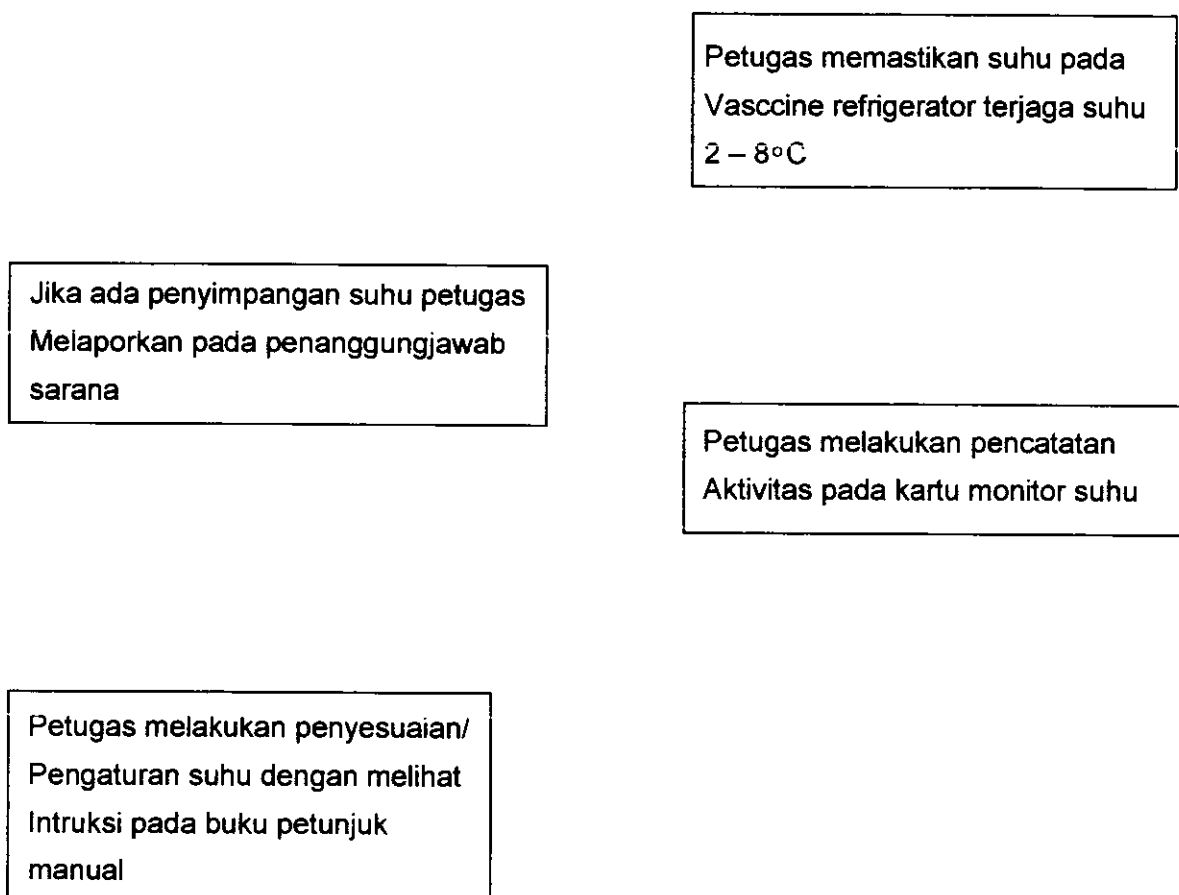 Petugas memastikan suhu pada
Vasccine refrigerator terjaga suhu
2 – 8°C
Jika ada penyimpangan suhu petugas
Melaporkan pada penanggungjawab
sarana
Petugas melakukan pencatatan
Aktivitas pada kartu monitor suhu
Petugas melakukan penyesuaian/
Pengaturan suhu dengan melihat
Intruksi pada buku petunjuk
manual